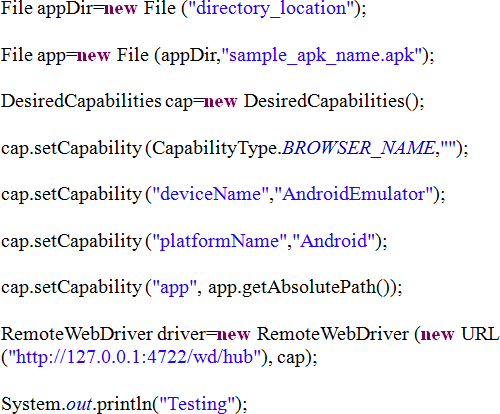 File appDir=new File ("directory_location");
File app=new File (appDir,"sample_apk_name.apk");
DesiredCapabilities cap=new DesiredCapabilities();
cap.setCapability (CapabilityType.BROWSER_NAME,"");
cap.setCapability ("deviceName","AndroidEmulator");
cap.setCapability ("platformName","Android");
cap.setCapability ("app", app.getAbsolutePath());
RemoteWebDriver driver=new RemoteWebDriver (new URL
("http://127.0.0.1:4722/wd/hub"), cap);
System.out.println("Testing");